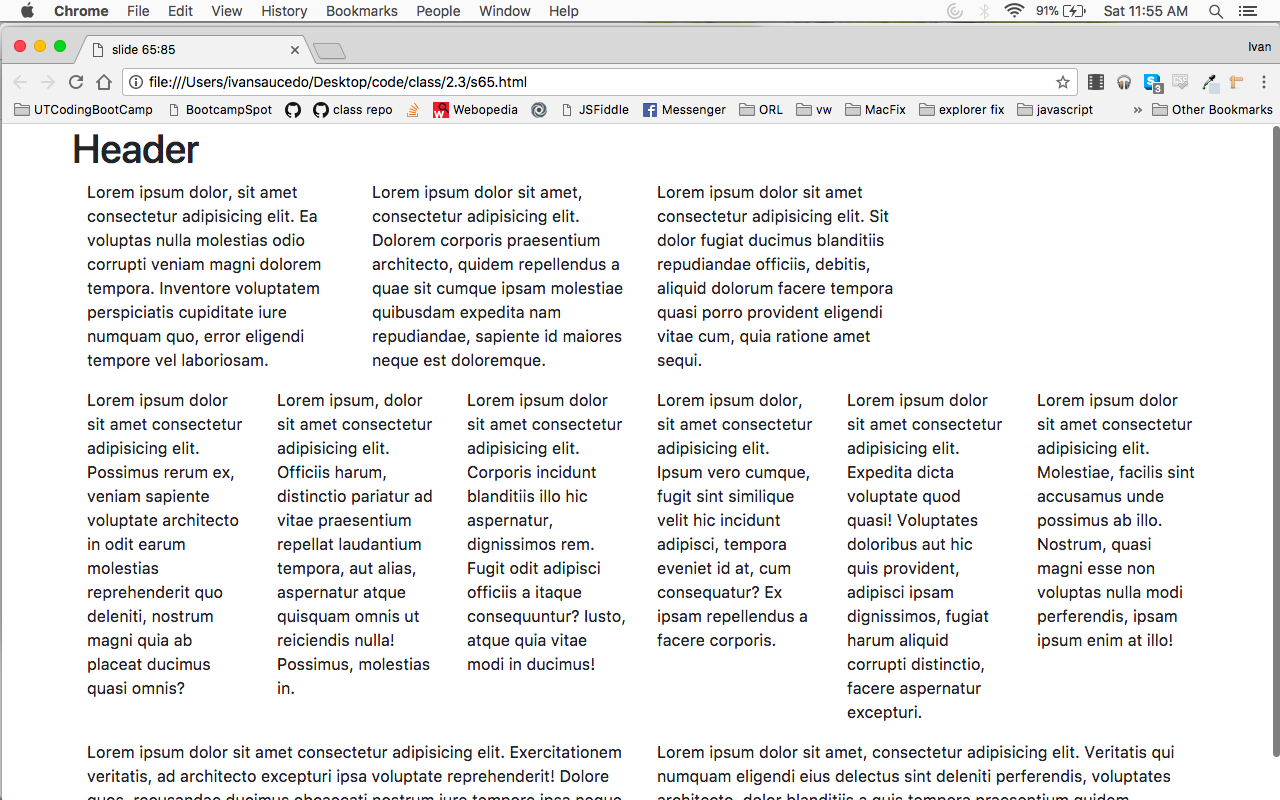 Chrome File Edit View History Bookmarks People Window Help 91% Sat 11:55 AM
slide 65:85 Ivan
file:///Users/ivansaucedo/Desktop/code/class/2.3/s65.html
3
UTCodingBootCamp BootcampSpot class repo Webopedia JSFiddle Messenger ORL vw MacFix explorer fix javascript » Other Bookmarks
Header
Lorem ipsum dolor, sit amet
consectetur adipisicing elit. Ea
voluptas nulla molestias odio
corrupti veniam magni dolorem
tempora. Inventore voluptatem
perspiciatis cupiditate iure
numquam quo, error eligendi
tempore vel laboriosam.
Lorem ipsum dolor sit amet,
consectetur adipisicing elit.
Dolorem corporis praesentium
architecto, quidem repellendus a
quae sit cumque ipsam molestiae
quibusdam expedita nam
repudiandae, sapiente id maiores
neque est doloremque.
Lorem ipsum dolor sit amet
consectetur adipisicing elit. Sit
dolor fugiat ducimus blanditiis
repudiandae officiis, debitis,
aliquid dolorum facere tempora
quasi porro provident eligendi
vitae cum, quia ratione amet
sequi.
Lorem ipsum dolor
sit amet consectetur
adipisicing elit.
Possimus rerum ex,
veniam sapiente
voluptate architecto
in odit earum
molestias
reprehenderit quo
deleniti, nostrum
magni quia ab
placeat ducimus
quasi omnis?
Lorem ipsum, dolor
sit amet consectetur
adipisicing elit.
Officiis harum,
distinctio pariatur ad
vitae praesentium
repellat laudantium
tempora, aut alias,
aspernatur atque
quisquam omnis ut
reiciendis nulla!
Possimus, molestias
in.
Lorem ipsum dolor
sit amet consectetur
adipisicing elit.
Corporis incidunt
blanditiis illo hic
aspernatur,
dignissimos rem.
Fugit odit adipisci
officiis a itaque
consequuntur? Iusto,
atque quia vitae
modi in ducimus!
Lorem ipsum dolor,
sit amet consectetur
adipisicing elit.
Ipsum vero cumque,
fugit sint similique
velit hic incidunt
adipisci, tempora
eveniet id at, cum
consequatur? Ex
ipsam repellendus a
facere corporis.
Lorem ipsum dolor
sit amet consectetur
adipisicing elit.
Expedita dicta
voluptate quod
quasi! Voluptates
doloribus aut hic
quis provident,
adipisci ipsam
dignissimos, fugiat
harum aliquid
corrupti distinctio,
facere aspernatur
excepturi.
Lorem ipsum dolor
sit amet consectetur
adipisicing elit.
Molestiae, facilis sint
accusamus unde
possimus ab illo.
Nostrum, quasi
magni esse non
voluptas nulla modi
perferendis, ipsam
ipsum enim at illo!
Lorem ipsum dolor sit amet consectetur adipisicing elit. Exercitationem
veritatis, ad architecto excepturi ipsa voluptate reprehenderit! Dolore
quos, recusandae ducimus obcaecati nostrum iure tempore ipsa neque
Lorem ipsum dolor sit amet, consectetur adipisicing elit. Veritatis qui
numquam eligendi eius delectus sint deleniti perferendis, voluptates
architecto, dolor blanditiis a quis tempora praesentium quibusdam